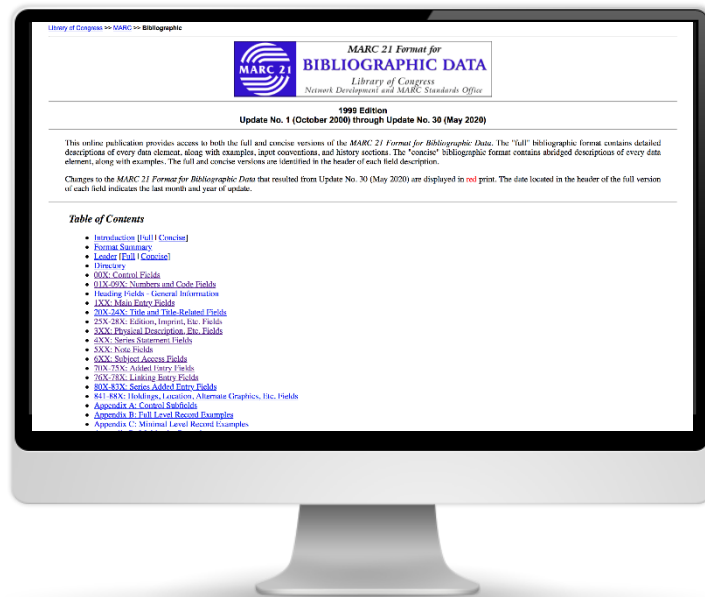 Library of Congress >> MARC >> Bibliographic
MARC 21
MARC 21 Format for
BIBLIOGRAPHIC DATA
Library of Congress
Network Development and MARC Standards Office
1999 Edition
Update No. 1 (October 2000) through Update No. 30 (May 2020)
This online publication provides access to both the full and concise versions of the MARC 21 Format for Bibliographic Data. The "full" bibliographic format contains detailed
descriptions of every data element, along with examples, input conventions, and history sections. The "concise" bibliographic format contains abridged descriptions of every data
element, along with examples. The full and concise versions are identified in the header of each field description.
Changes to the MARC 21 Format for Bibliographic Data that resulted from Update No. 30 (May 2020) are displayed in red print. The date located in the header of the full version
of each field indicates the last month and year of update.
Table of Contents
• Introduction [Full | Concise]
• Format Summary
• Leader [Full | Concise]
• Directory
• 00X: Control Fields
• 01X-09X: Numbers and Code Fields
• Heading Fields - General Information
• 1XX: Main Entry Fields
• 20X-24X: Title and Title-Related Fields
• 25X-28X: Edition, Imprint, Etc. Fields
• 3XX: Physical Description, Etc. Fields
• 4XX: Series Statement Fields
• 5XX: Note Fields
• 6XX: Subject Access Fields
• 70X-75X: Added Entry Fields
• 76X-78X: Linking Entry Fields
• 80X-83X: Series Added Entry Fields
• 841-88X: Holdings, Location, Alternate Graphics, Etc. Fields
• Appendix A: Control Subfields
• Appendix B: Full Level Record Examples
• Appendix C: Minimal Level Record Examples